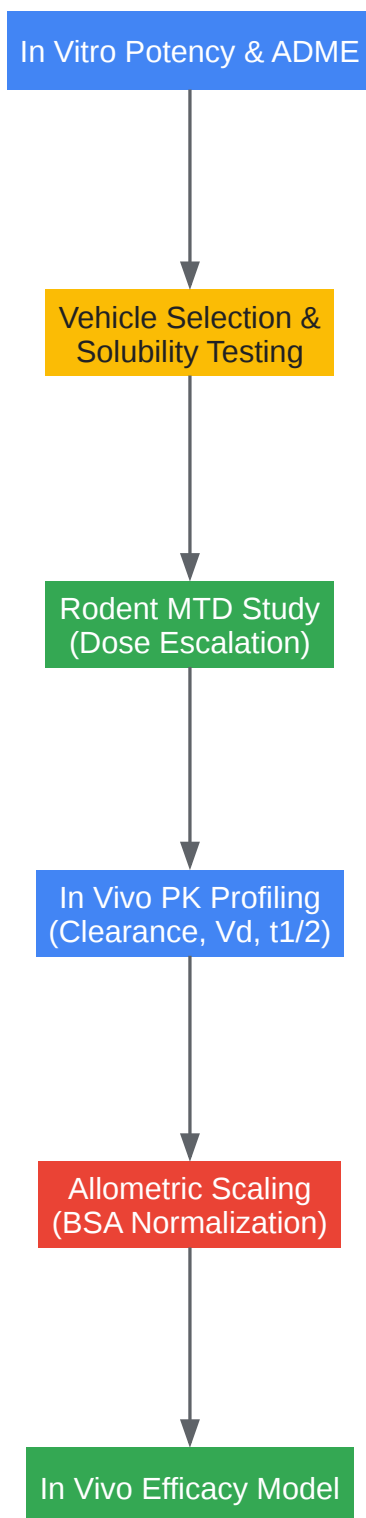 In Vitro Potency & ADME
Vehicle Selection &
Solubility Testing
Rodent MTD Study
(Dose Escalation)
In Vivo PK Profiling
(Clearance, Vd, t1/2)
Allometric Scaling
(BSA Normalization)
In Vivo Efficacy Model